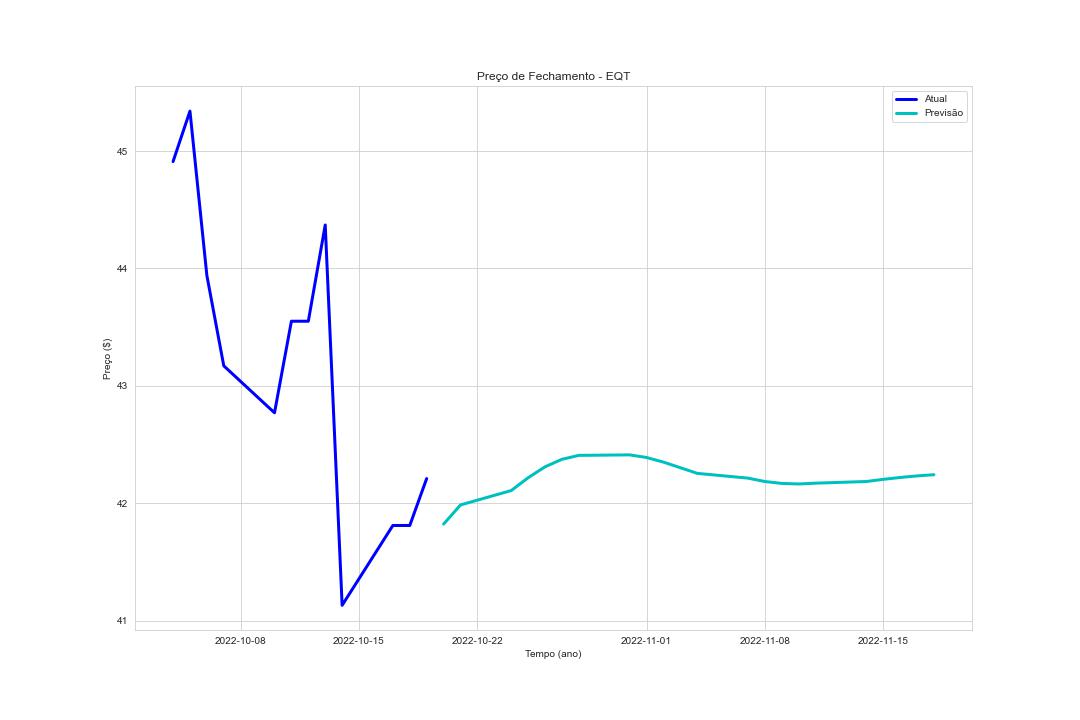 Preço de Fechamento - EQT
Atual
Previsão
45
44
43
42
41
Preço ($)
2022-10-08
2022-10-15
2022-10-22
2022-11-01
2022-11-08
2022-11-15
Tempo (ano)